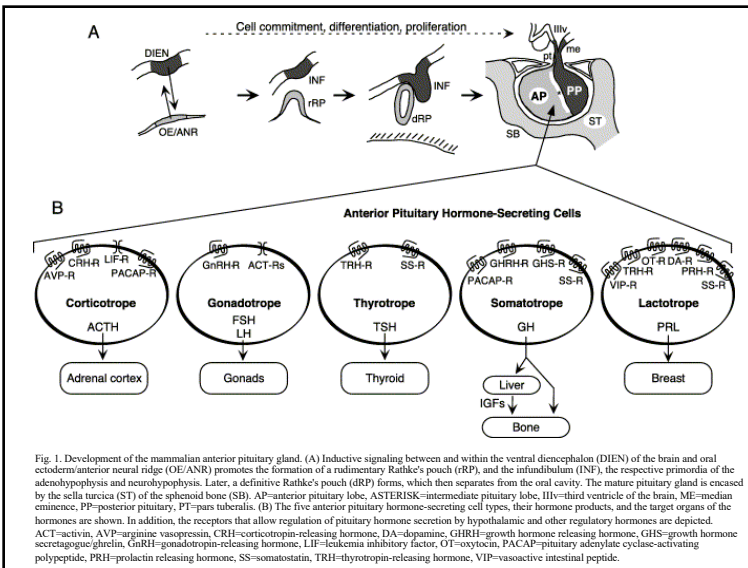 A
Cell commitment, differentiation, proliferation
DIEN
OE/ANR
INF
rRP
INF
dRP
IIIv
pt
me
AP
* PP
SB
ST
B
Anterior Pituitary Hormone-Secreting Cells
AVP-R
CRH-R
LIF-R
PACAP-R
Corticotrope
ACTH
Adrenal cortex
GnRH-R
ACT-Rs
Gonadotrope
FSH
LH
Gonads
TRH-R
SS-R
Thyrotrope
TSH
Thyroid
PACAP-R
GHRH-R
GHS-R
SS-R
Somatotrope
GH
Liver
IGFs
Bone
VIP-R
TRH-R
OT-R
DA-R
PRH-R
SS-R
Lactotrope
PRL
Breast
Fig. 1. Development of the mammalian anterior pituitary gland. (A) Inductive signaling between and within the ventral diencephalon (DIEN) of the brain and oral
ectoderm/anterior neural ridge (OE/ANR) promotes the formation of a rudimentary Rathke's pouch (rRP), and the infundibulum (INF), the respective primordia of the
adenohypophysis and neurohypophysis. Later, a definitive Rathke's pouch (dRP) forms, which then separates from the oral cavity. The mature pituitary gland is encased
by the sella turcica (ST) of the sphenoid bone (SB). AP=anterior pituitary lobe, ASTERISK=intermediate pituitary lobe, IIIv=third ventricle of the brain, ME=median
eminence, PP=posterior pituitary, PT=pars tuberalis. (B) The five anterior pituitary hormone-secreting cell types, their hormone products, and the target organs of the
hormones are shown. In addition, the receptors that allow regulation of pituitary hormone secretion by hypothalamic and other regulatory hormones are depicted.
ACT=activin, AVP=arginine vasopressin, CRH=corticotropin-releasing hormone, DA=dopamine, GHRH=growth hormone releasing hormone, GHS=growth hormone
secretagogue/ghrelin, GnRH=gonadotropin-releasing hormone, LIF=leukemia inhibitory factor, OT=oxytocin, PACAP=pituitary adenylate cyclase-activating
polypeptide, PRH=prolactin releasing hormone, SS=somatostatin, TRH=thyrotropin-releasing hormone, VIP=vasoactive intestinal peptide.